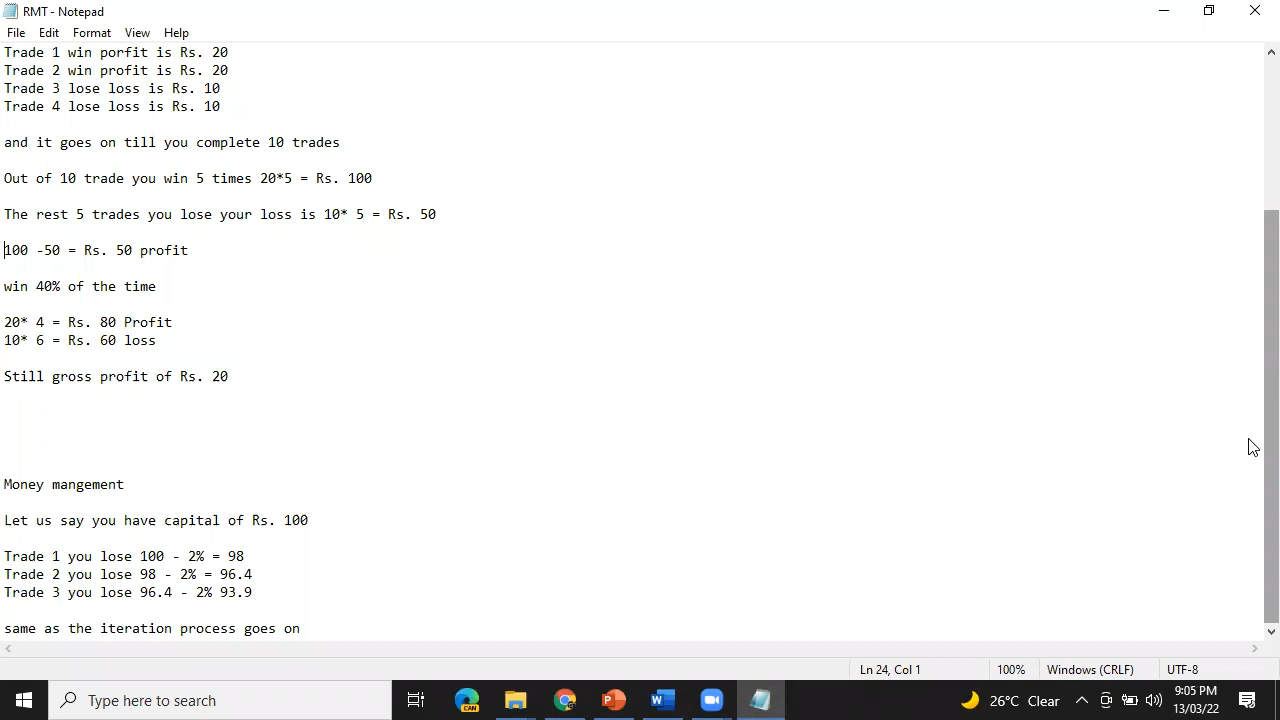 RMT - Notepad
File Edit Format View Help
Trade 1 win porfit is Rs. 20
Trade 2 win profit is Rs. 20
Trade 3 lose loss is Rs. 10
Trade 4 lose loss is Rs. 10
and it goes on till you complete 10 trades
Out of 10 trade you win 5 times 20*5 = Rs. 100
The rest 5 trades you lose your loss is 10* 5 = Rs. 50
100 -50 = Rs. 50 profit
win 40% of the time
20* 4 = Rs. 80 Profit
10* 6 = Rs. 60 loss
Still gross profit of Rs. 20
Money mangement
Let us say you have capital of Rs. 100
Trade 1 you lose 100 - 2% = 98
Trade 2 you lose 98 - 2% = 96.4
Trade 3 you lose 96.4 - 2% 93.9
same as the iteration process goes on
Ln 24, Col 1 100% Windows (CRLF) UTF-8
Type here to search
CAN
26°C Clear
9:05 PM
13/03/22